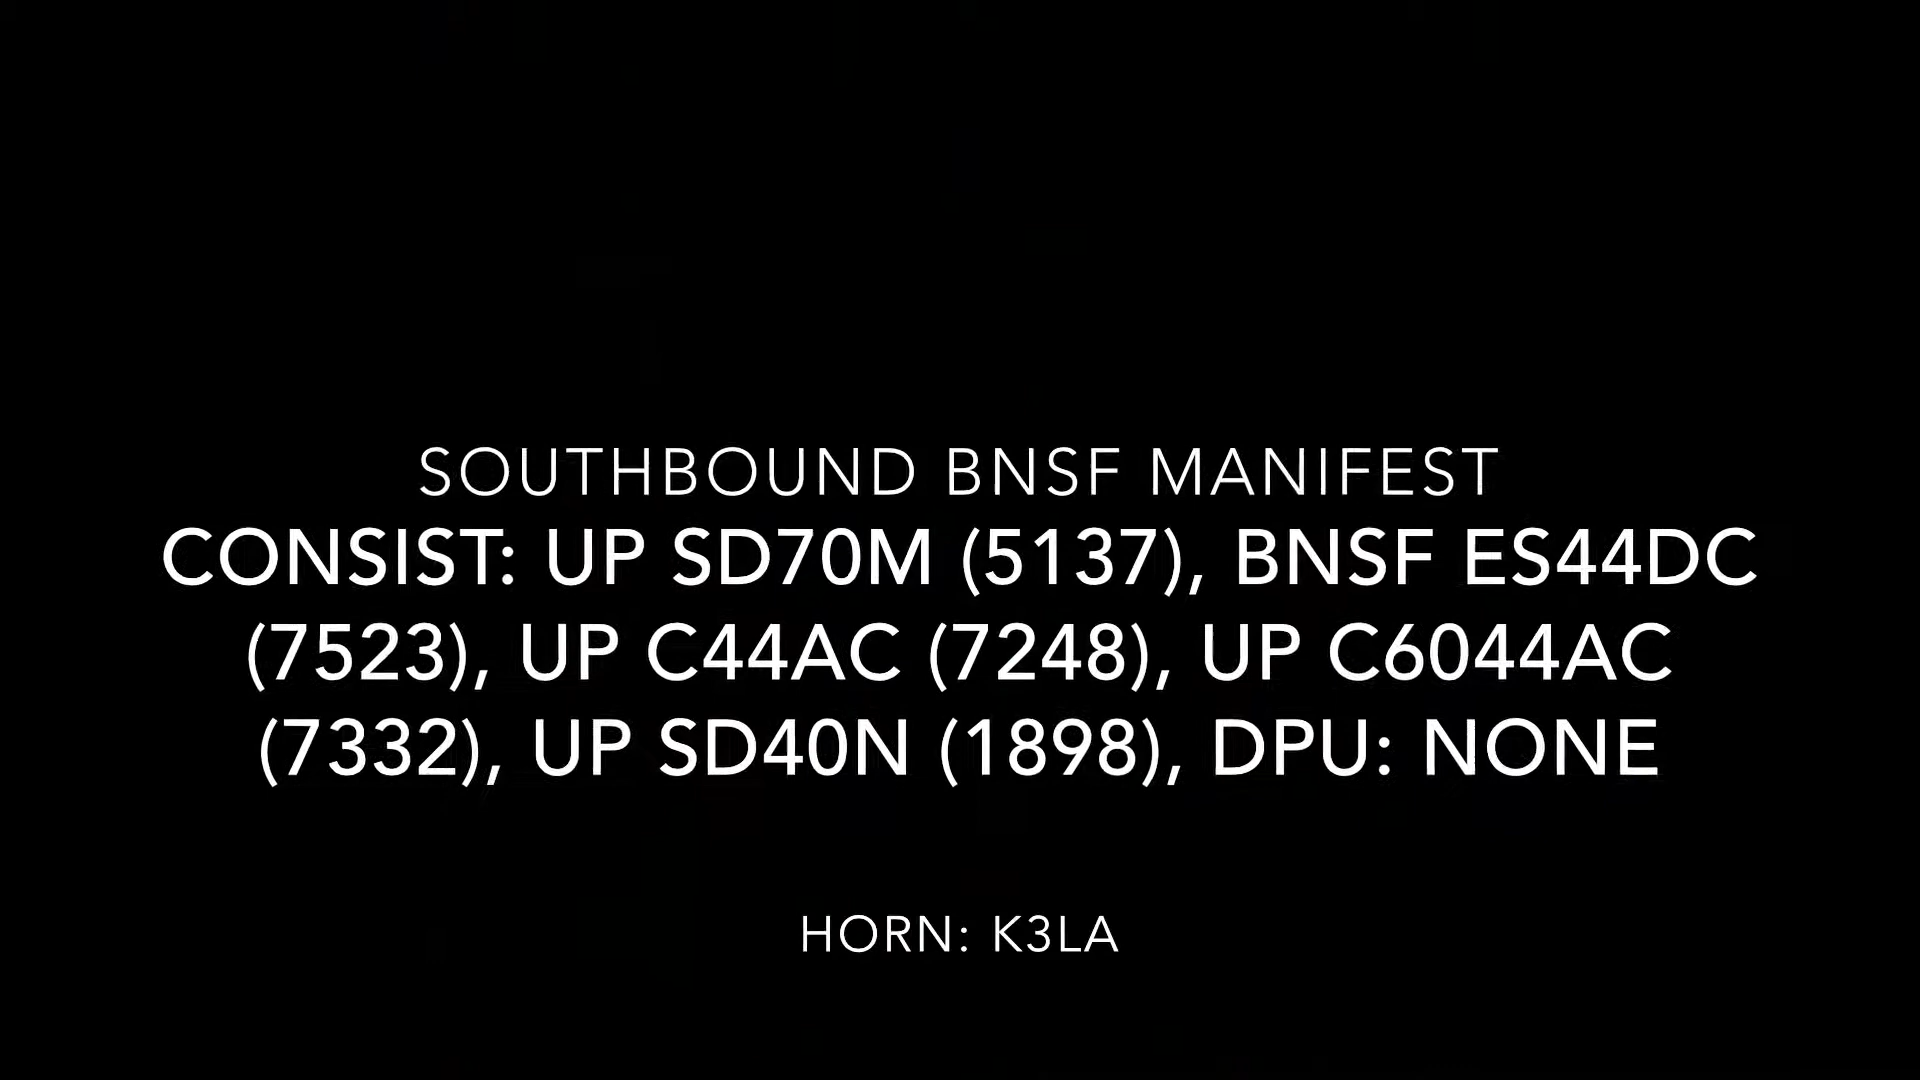 SOUTHBOUND BNSF MANIFEST
CONSIST: UP SD70M (5137), BNSF ES44DC
(7523), UP C44AC (7248), UP C6044AC
(7332), UP SD40N (1898), DPU: NONE
HORN: K3LA